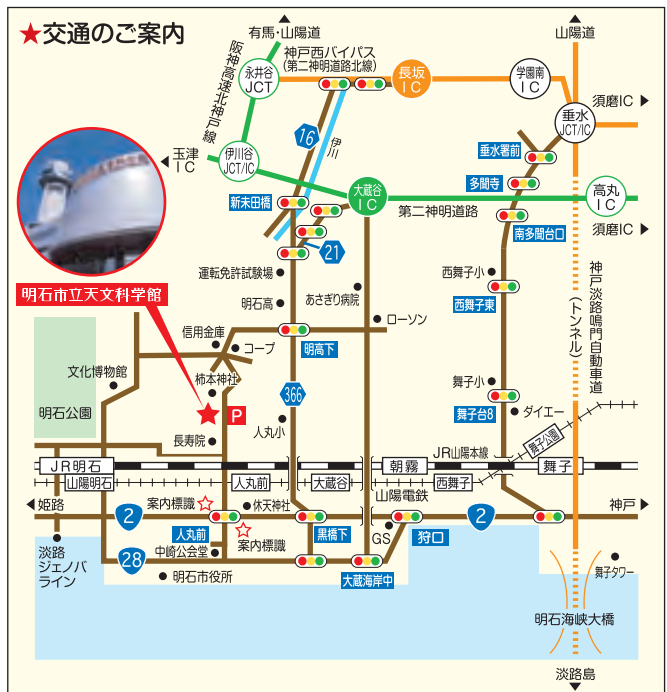 ★交通のご案内
有馬・山陽道
山陽道
阪神高速北神戸線
神戸西バイパス
(第二神明道路北線)
永井谷
JCT
長坂
IC
学園南
IC
須磨IC
垂水
JCT/IC
16
伊川
玉津
IC
伊川谷
JCT/IC
垂水署前
多聞寺
大蔵谷
IC
高丸
IC
新未田橋
第二神明道路
南多聞台口
須磨IC
21
運転免許試験場
西舞子小
明石市立天文科学館
明石高
あさぎり病院
西舞子東
神戸淡路鳴門自動車道
(トンネル)
ローソン
信用金庫
コープ
明高下
文化博物館
柿本神社
366
舞子小
明石公園
P
人丸小
舞子台8
ダイエー
長寿院
JR山陽本線
舞子公園
JR明石
朝霧
舞子
山陽明石
人丸前
大蔵谷
西舞子
山陽電鉄
姫路
案内標識
休天神社
神戸
2
2
人丸前
黒橋下
狩口
GS
案内標識
淡路
ジェノバ
ライン
28
中崎公会堂
明石市役所
大蔵海岸中
舞子タワー
明石海峡大橋
淡路島